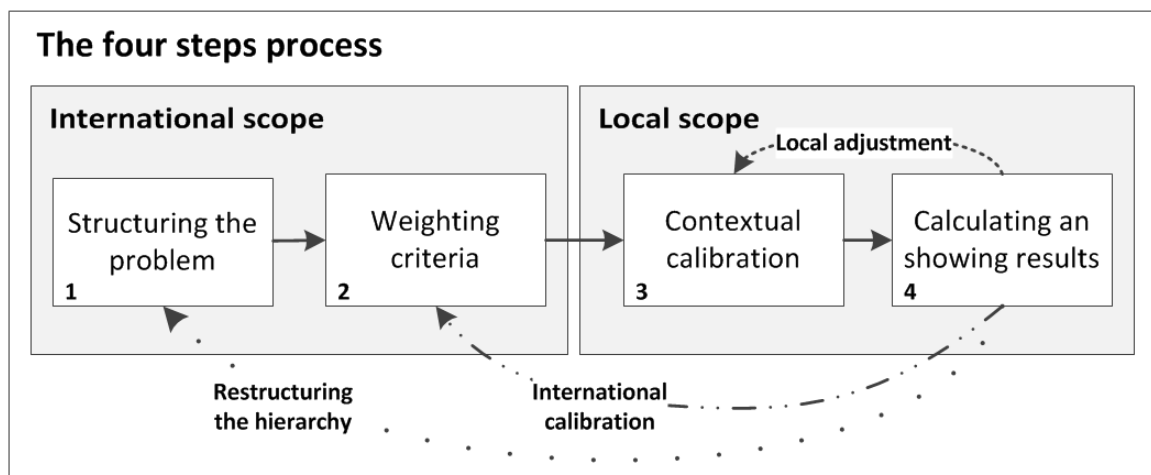 The four steps process
International scope
Local scope
Local adjustment
Structuring the
problem
1
Weighting
criteria
2
Contextual
calibration
3
Calculating an
showing results
4
Restructuring
the hierarchy
International
calibration